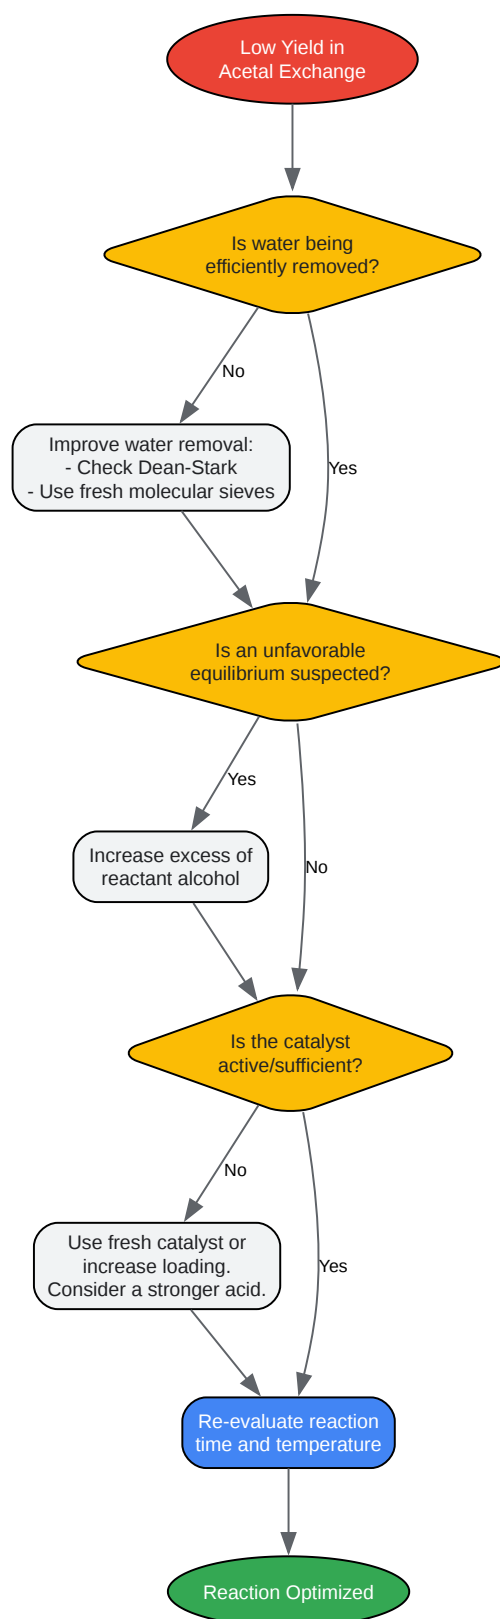 Low Yield in
Acetal Exchange
Is water being
efficiently removed?
No
Improve water removal:
- Check Dean-Stark
- Use fresh molecular sieves
Yes
Is an unfavorable
equilibrium suspected?
Yes
Increase excess of
reactant alcohol
No
Is the catalyst
active/sufficient?
No
Use fresh catalyst or
increase loading.
Consider a stronger acid.
Yes
Re-evaluate reaction
time and temperature
Reaction Optimized